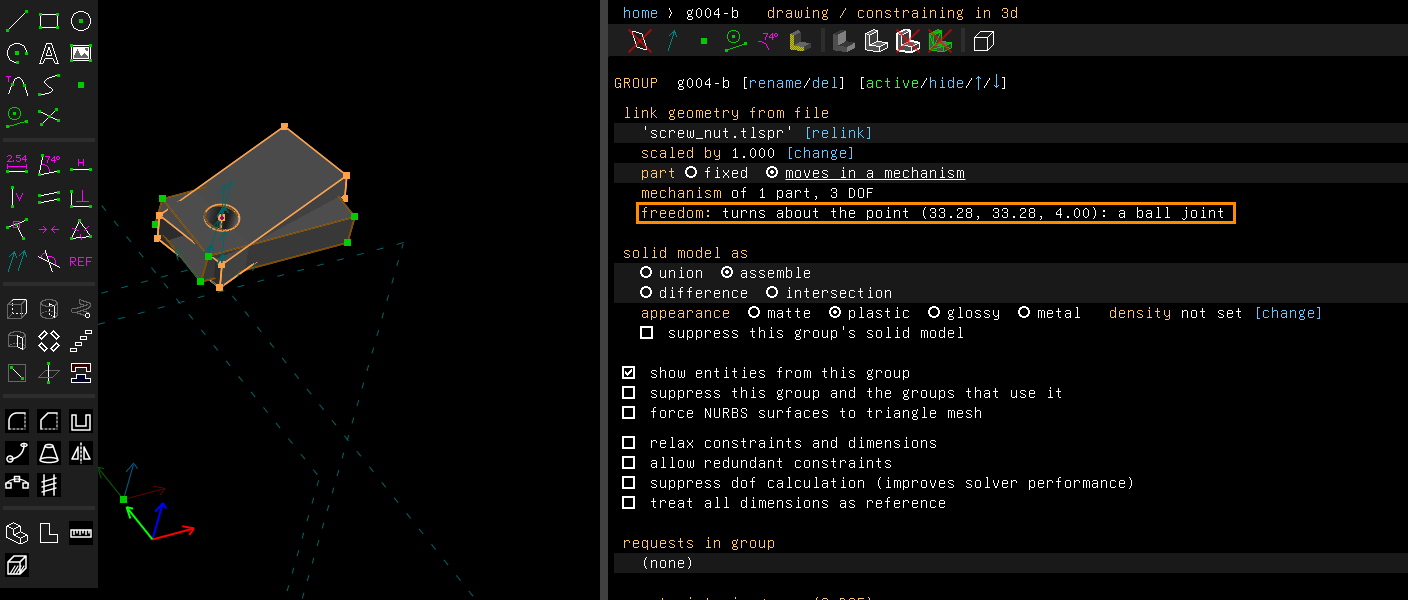 home 〉 g004-b drawing / constraining in 3d
74°
GROUP g004-b [rename/del] [active/hide/↑/↓]
link geometry from file
'screw_nut.tlspr' [relink]
scaled by 1.000 [change]
part fixed moves in a mechanism
mechanism of 1 part, 3 DOF
freedom: turns about the point (33.28, 33.28, 4.00): a ball joint
solid model as
union assemble
difference intersection
appearance matte plastic glossy metal density not set [change]
suppress this group's solid model
show entities from this group
suppress this group and the groups that use it
force NURBS surfaces to triangle mesh
relax constraints and dimensions
allow redundant constraints
suppress dof calculation (improves solver performance)
treat all dimensions as reference
requests in group
(none)
A
T
2.54 74° H
V
REF